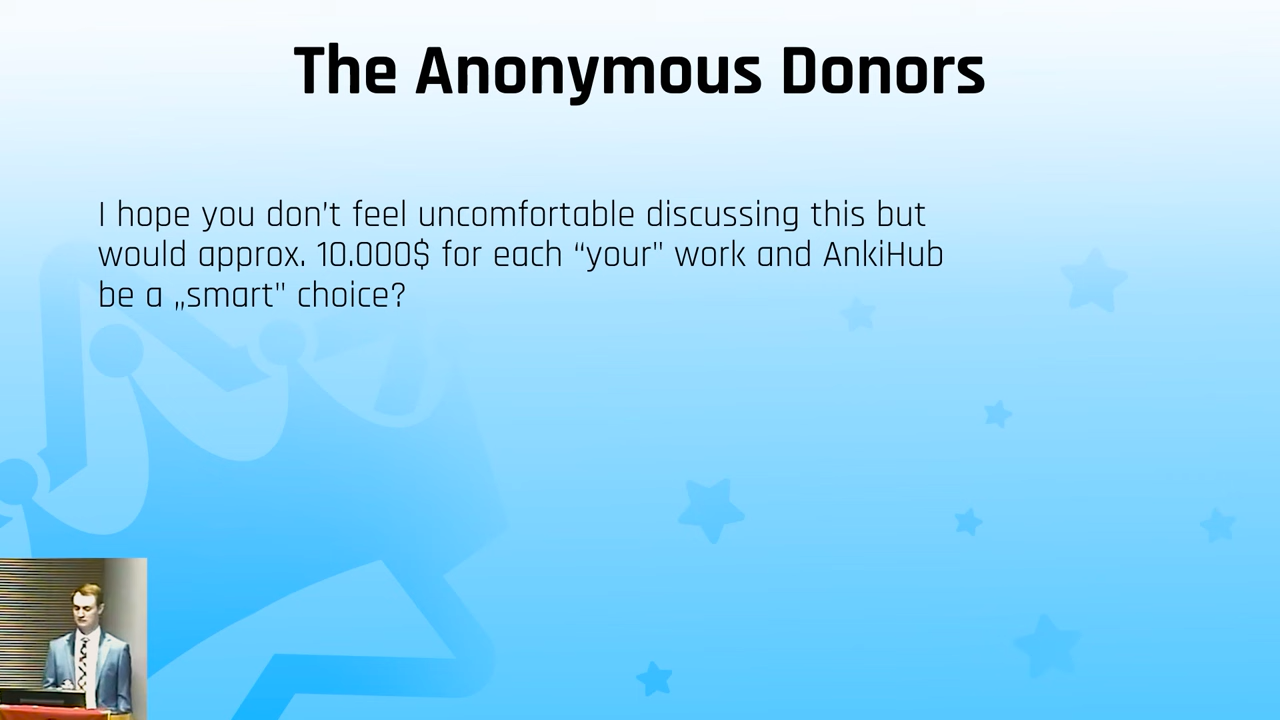 The Anonymous Donors
I hope you don't feel uncomfortable discussing this but
would approx. 10.000$ for each “your" work and AnkiHub
be a „smart" choice?